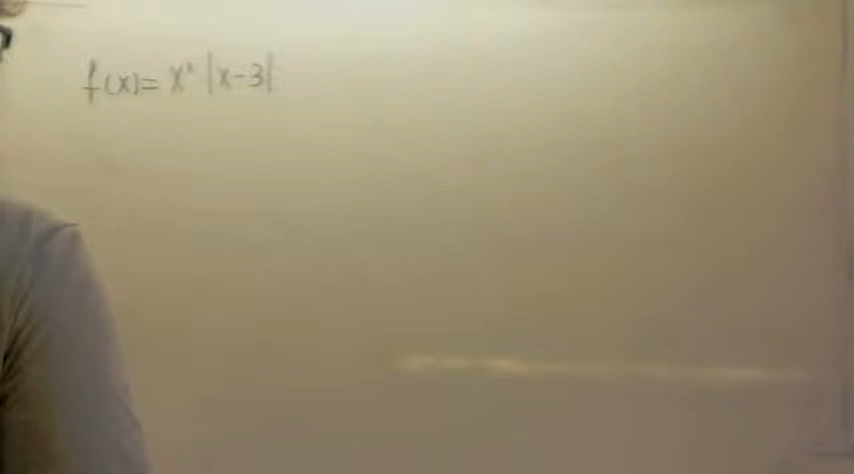 f(x)= x² |x-3|